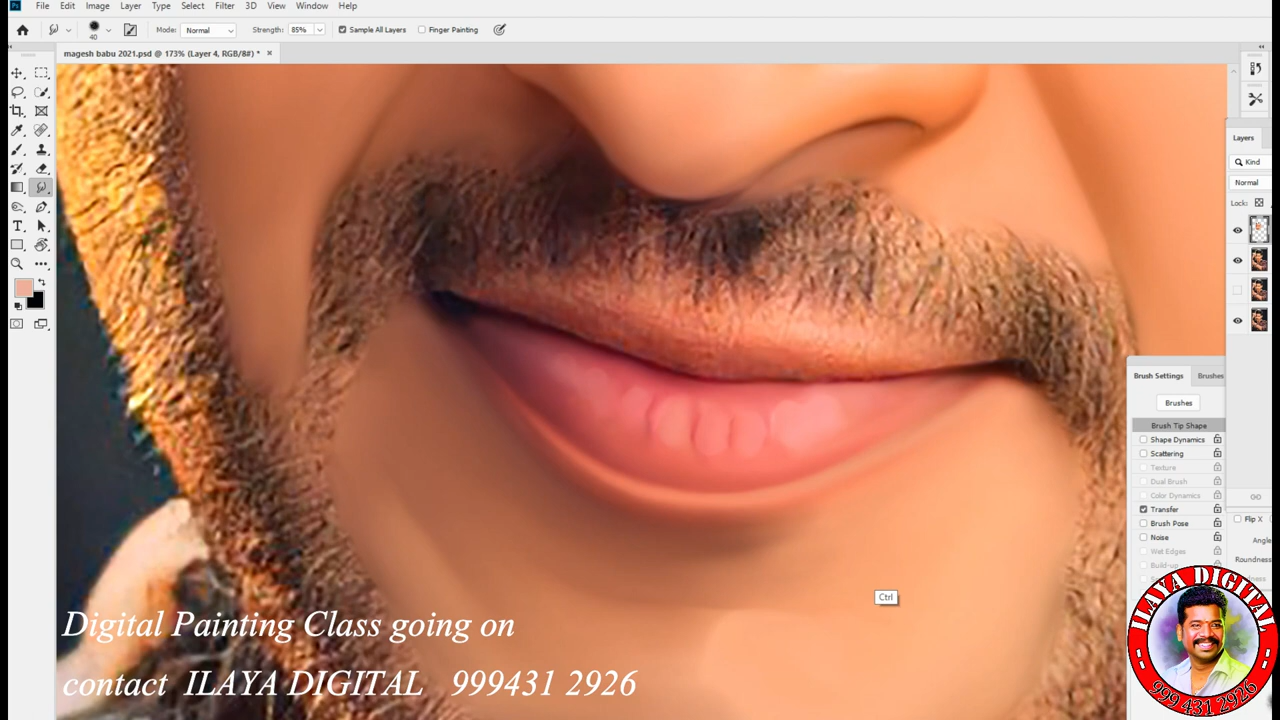 File Edit Image Layer Type Select Filter 3D View Window Help
40 Mode: Normal Strength: 85% Sample All Layers Finger Painting
magesh babu 2021.psd @ 173% (Layer 4, RGB/8#) *
Layers
Kind
Normal
Lock:
Brush Settings Brushes
Brushes
Brush Tip Shape
Shape Dynamics
Scattering
Texture
Dual Brush
Color Dynamics
Transfer
Brush Pose
Noise
Wet Edges
Build-up
Flip X
Angle
Roundness
Ctrl
Digital Painting Class going on
contact ILAYA DIGITAL 999431 2926
ILAYA DIGITAL
999 431 2926